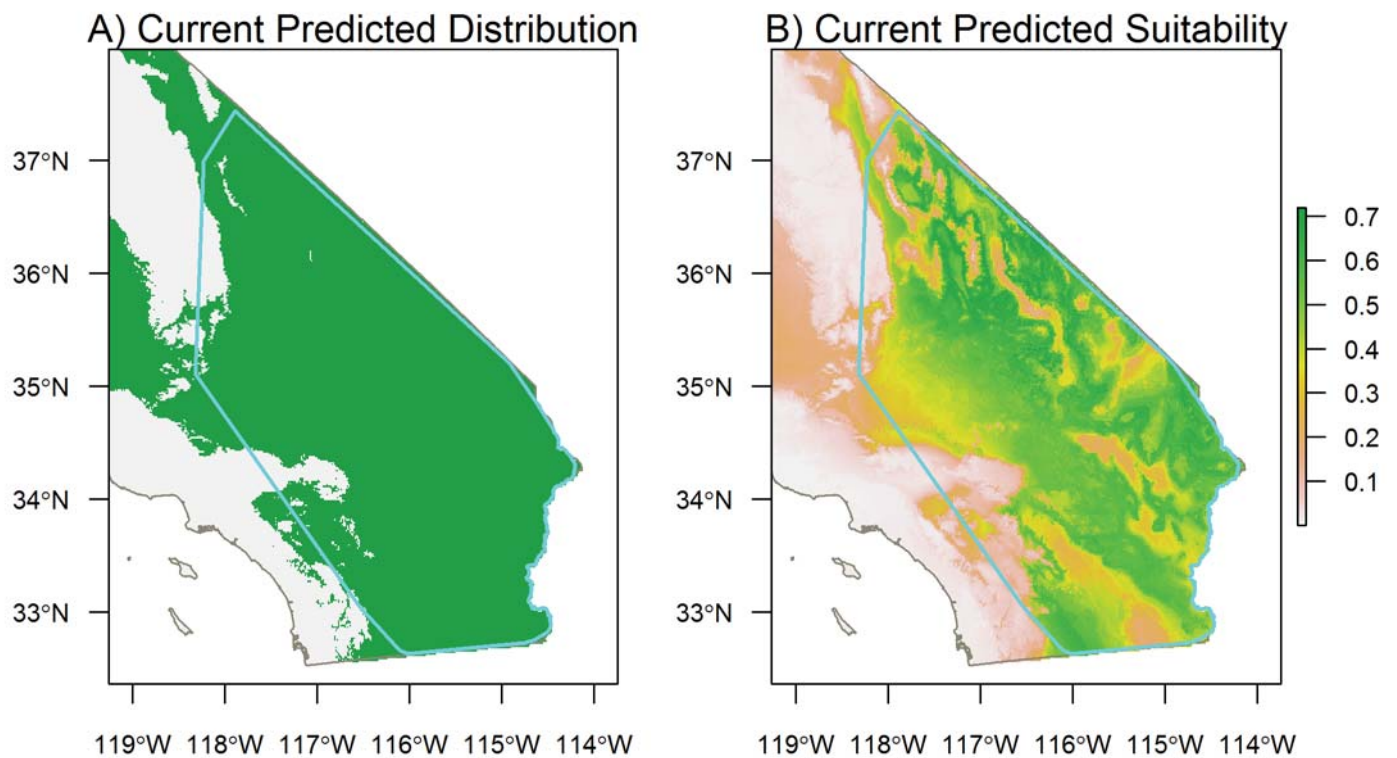 A) Current Predicted Distribution
37°N
36°N
35°N
34°N
33°N
119°W 118°W 117°W 116°W 115°W 114°W
B) Current Predicted Suitability
37°N
36°N
35°N
34°N
33°N
119°W 118°W 117°W 116°W 115°W 114°W
0.7
0.6
0.5
0.4
0.3
0.2
0.1